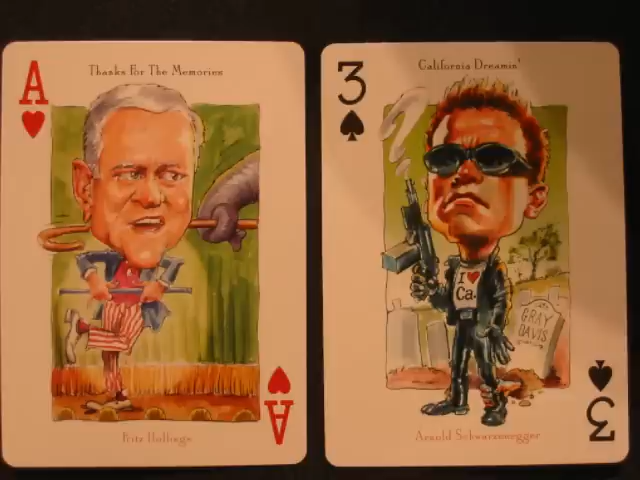 A
Thanks For The Memories
Fritz Hollings
A
3
California Dreamin'
I ♥
Ca.
GRAY
DAVIS
Arnold Schwarzenegger
3